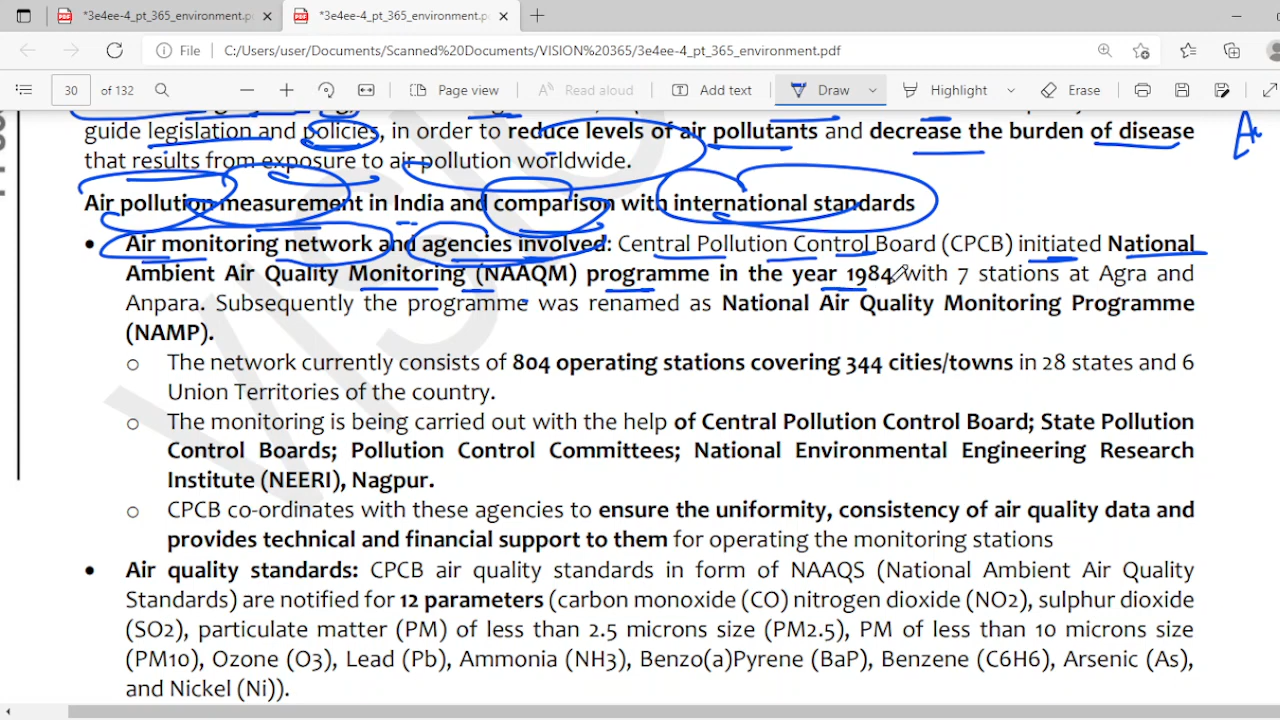 *3e4ee-4_pt_365_environment.p
*3e4ee-4_pt_365_environment.p
File C:/Users/user/Documents/Scanned%20Documents/VISION%20365/3e4ee-4_pt_365_environment.pdf
30 of 132 Page view Read aloud Add text Draw Highlight Erase
guide legislation and policies, in order to reduce levels of air pollutants and decrease the burden of disease
that results from exposure to air pollution worldwide.
Air pollution measurement in India and comparison with international standards
• Air monitoring network and agencies involved: Central Pollution Control Board (CPCB) initiated National
Ambient Air Quality Monitoring (NAAQM) programme in the year 1984 with 7 stations at Agra and
Anpara. Subsequently the programme was renamed as National Air Quality Monitoring Programme
(NAMP).
o The network currently consists of 804 operating stations covering 344 cities/towns in 28 states and 6
Union Territories of the country.
o The monitoring is being carried out with the help of Central Pollution Control Board; State Pollution
Control Boards; Pollution Control Committees; National Environmental Engineering Research
Institute (NEERI), Nagpur.
o CPCB co-ordinates with these agencies to ensure the uniformity, consistency of air quality data and
provides technical and financial support to them for operating the monitoring stations
• Air quality standards: CPCB air quality standards in form of NAAQS (National Ambient Air Quality
Standards) are notified for 12 parameters (carbon monoxide (CO) nitrogen dioxide (NO2), sulphur dioxide
(SO2), particulate matter (PM) of less than 2.5 microns size (PM2.5), PM of less than 10 microns size
(PM10), Ozone (O3), Lead (Pb), Ammonia (NH3), Benzo(a)Pyrene (BaP), Benzene (C6H6), Arsenic (As),
and Nickel (Ni)).